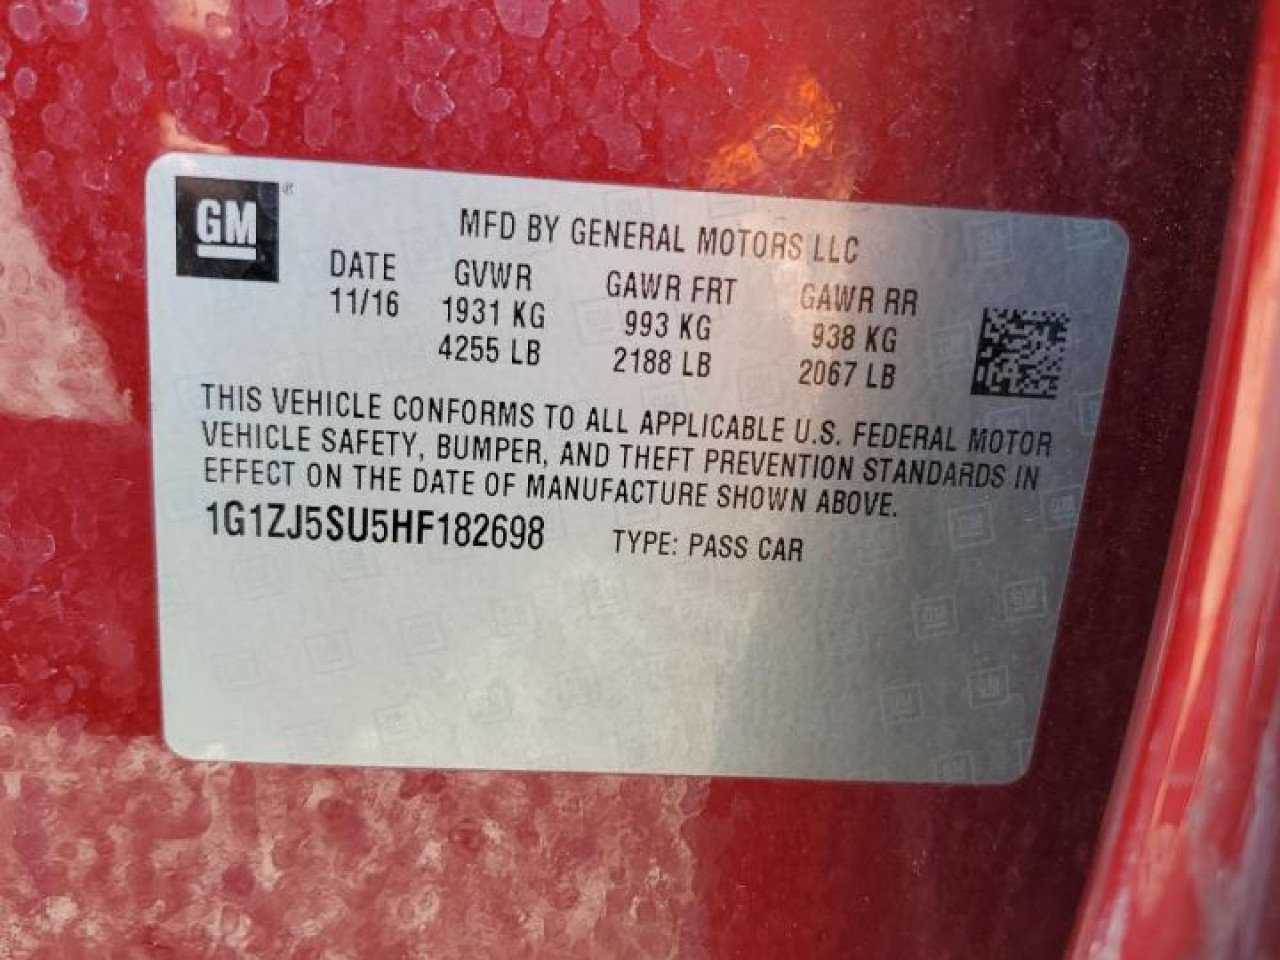 GM
MFD BY GENERAL MOTORS LLC
DATE GVWR GAWR FRT GAWR RR
11/16 1931 KG 993 KG 938 KG
4255 LB 2188 LB 2067 LB
THIS VEHICLE CONFORMS TO ALL APPLICABLE U.S. FEDERAL MOTOR
VEHICLE SAFETY, BUMPER, AND THEFT PREVENTION STANDARDS IN
EFFECT ON THE DATE OF MANUFACTURE SHOWN ABOVE.
1G1ZJ5SU5HF182698 TYPE: PASS CAR